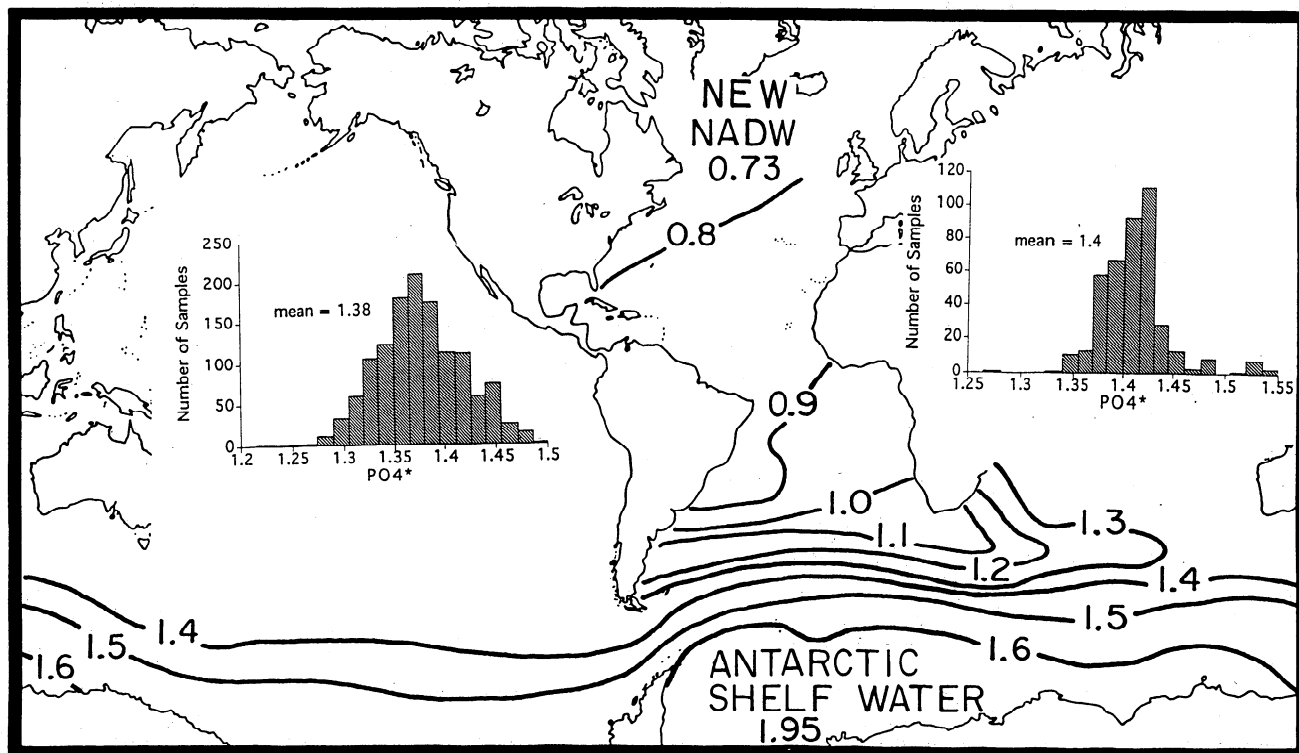 NEW
NADW
0.73
0.8
250
200
150
100
50
0
Number of Samples
mean = 1.38
1.2 1.25 1.3 1.35 1.4 1.45 1.5
PO4*
120
100
80
60
40
20
0
Number of Samples
mean = 1.4
1.25 1.3 1.35 1.4 1.45 1.5 1.55
PO4*
0.9
1.0
1.1
1.2
1.3
1.4
1.5
1.6
1.4
1.5
1.6
ANTARCTIC
SHELF WATER
1.95